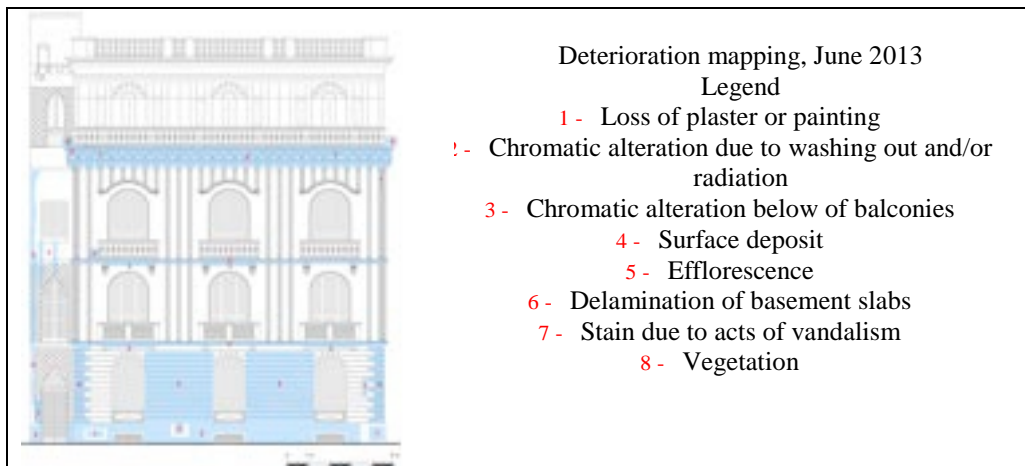 Deterioration mapping, June 2013
Legend
1 - Loss of plaster or painting
2 - Chromatic alteration due to washing out and/or
radiation
3 - Chromatic alteration below of balconies
4 - Surface deposit
5 - Efflorescence
6 - Delamination of basement slabs
7 - Stain due to acts of vandalism
8 - Vegetation